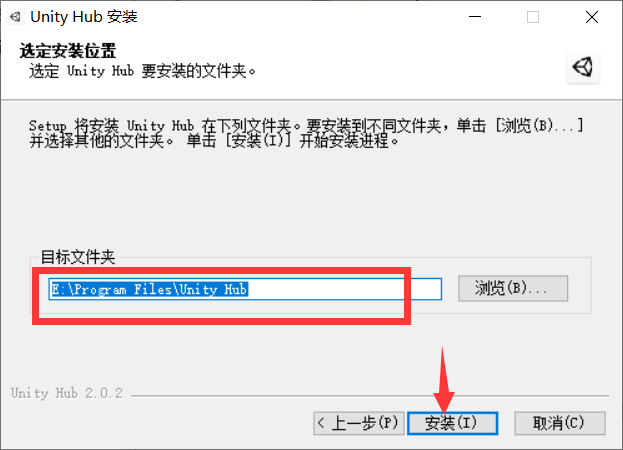 Unity Hub 安装
选定安装位置
选定 Unity Hub 要安装的文件夹。
Setup 将安装 Unity Hub 在下列文件夹。要安装到不同文件夹，单击 [浏览(B)...]
并选择其他的文件夹。 单击 [安装(I)] 开始安装进程。
目标文件夹
E:\Program Files\Unity Hub
浏览(B)...
Unity Hub 2.0.2
< 上一步(P)
安装(I)
取消(C)